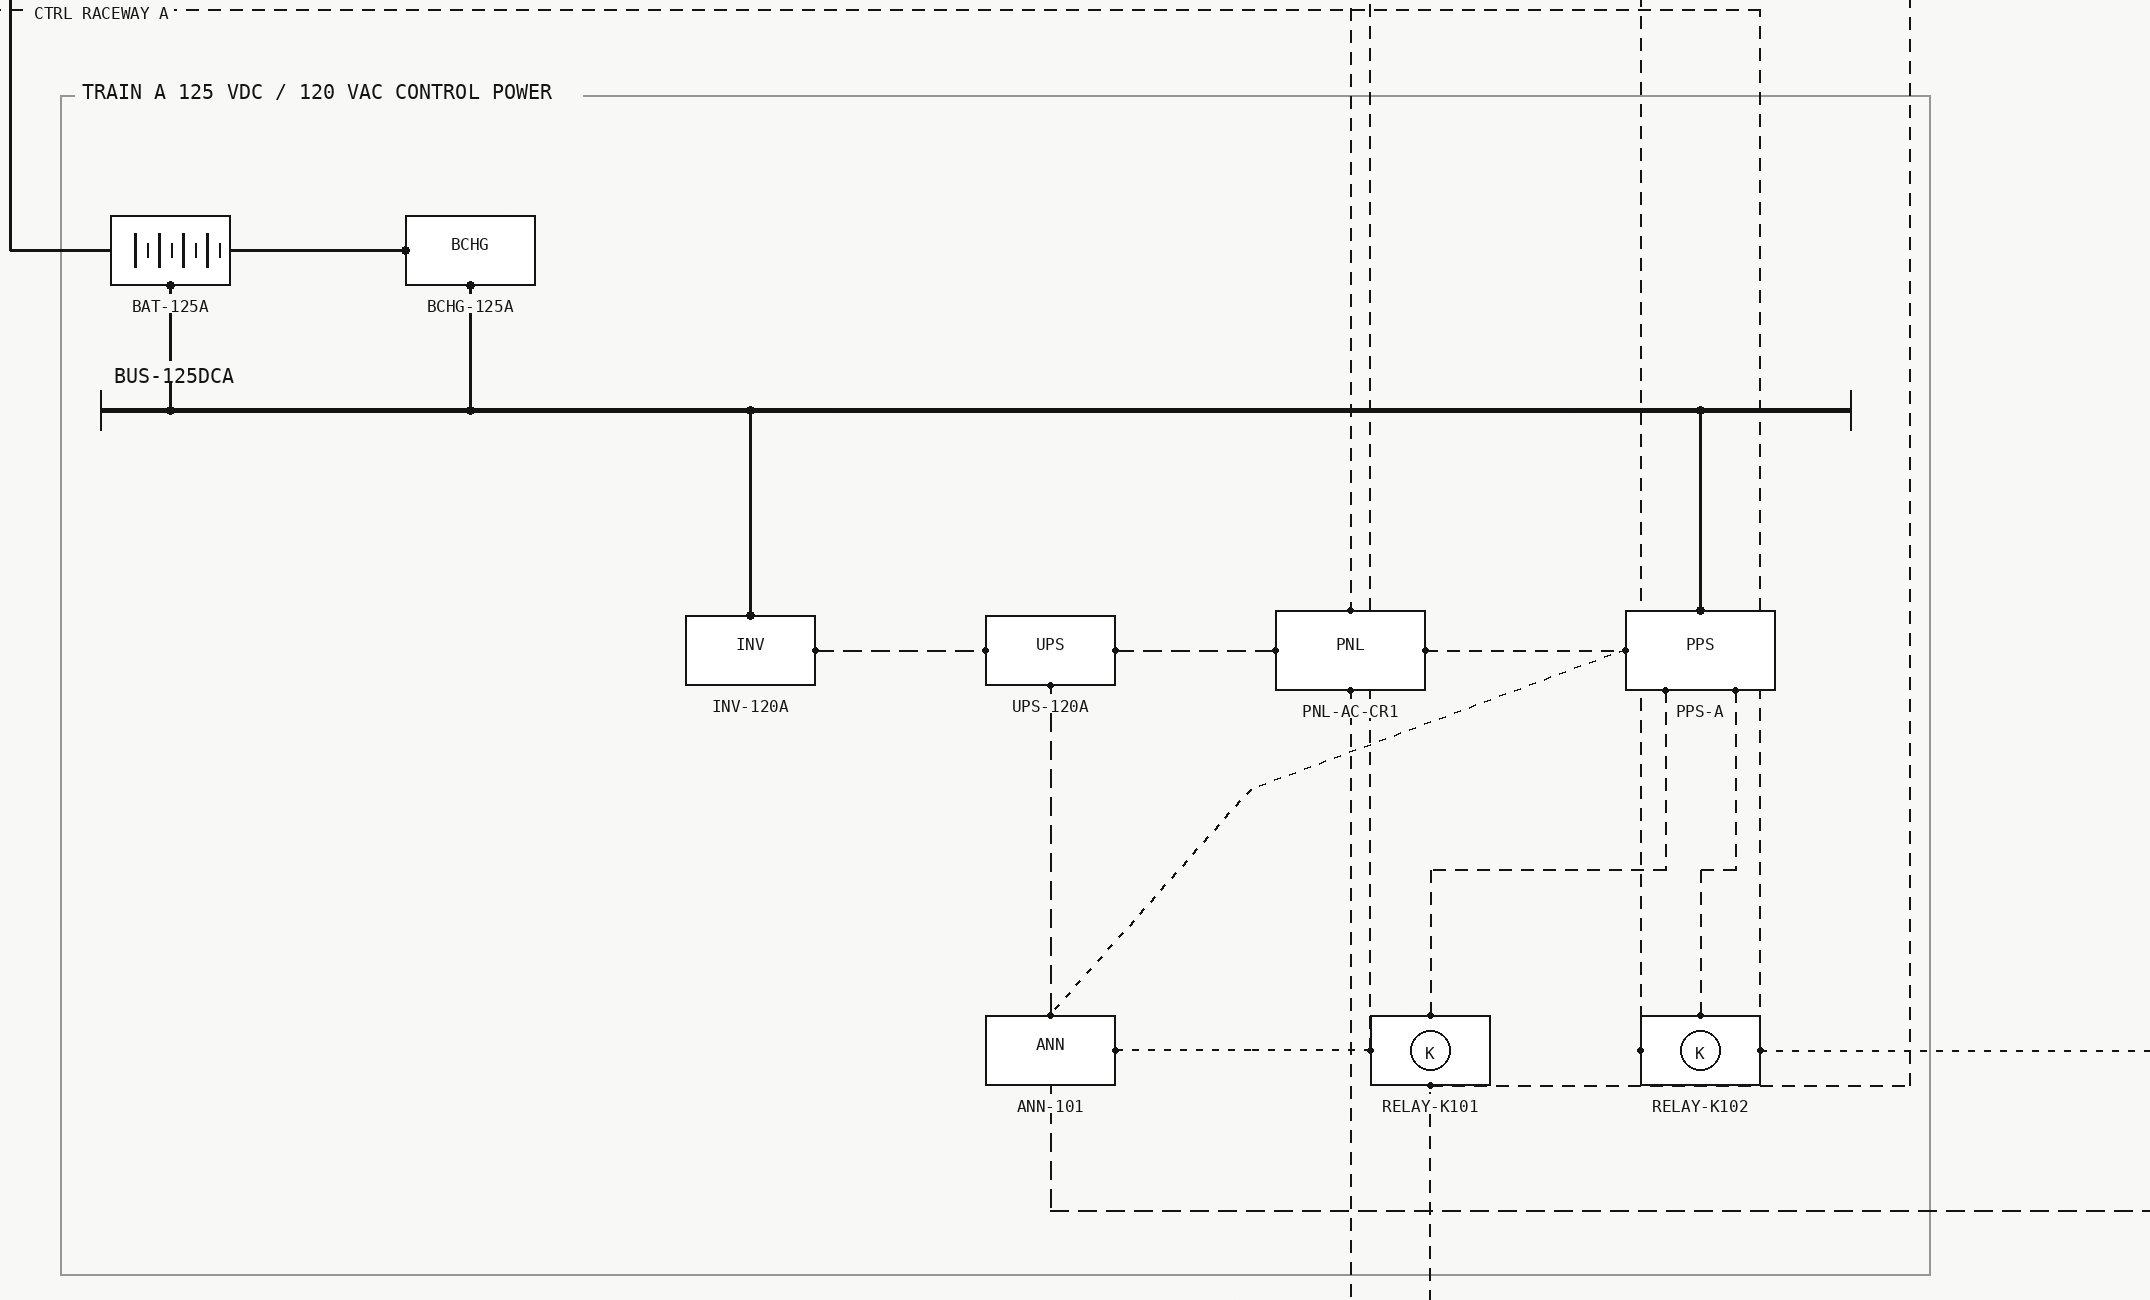 CTRL RACEWAY A
TRAIN A 125 VDC / 120 VAC CONTROL POWER
BCHG
BAT-125A
BCHG-125A
BUS-125DCA
INV
UPS
PNL
PPS
INV-120A
UPS-120A
PNL-AC-CR1
PPS-A
ANN
K
K
ANN-101
RELAY-K101
RELAY-K102